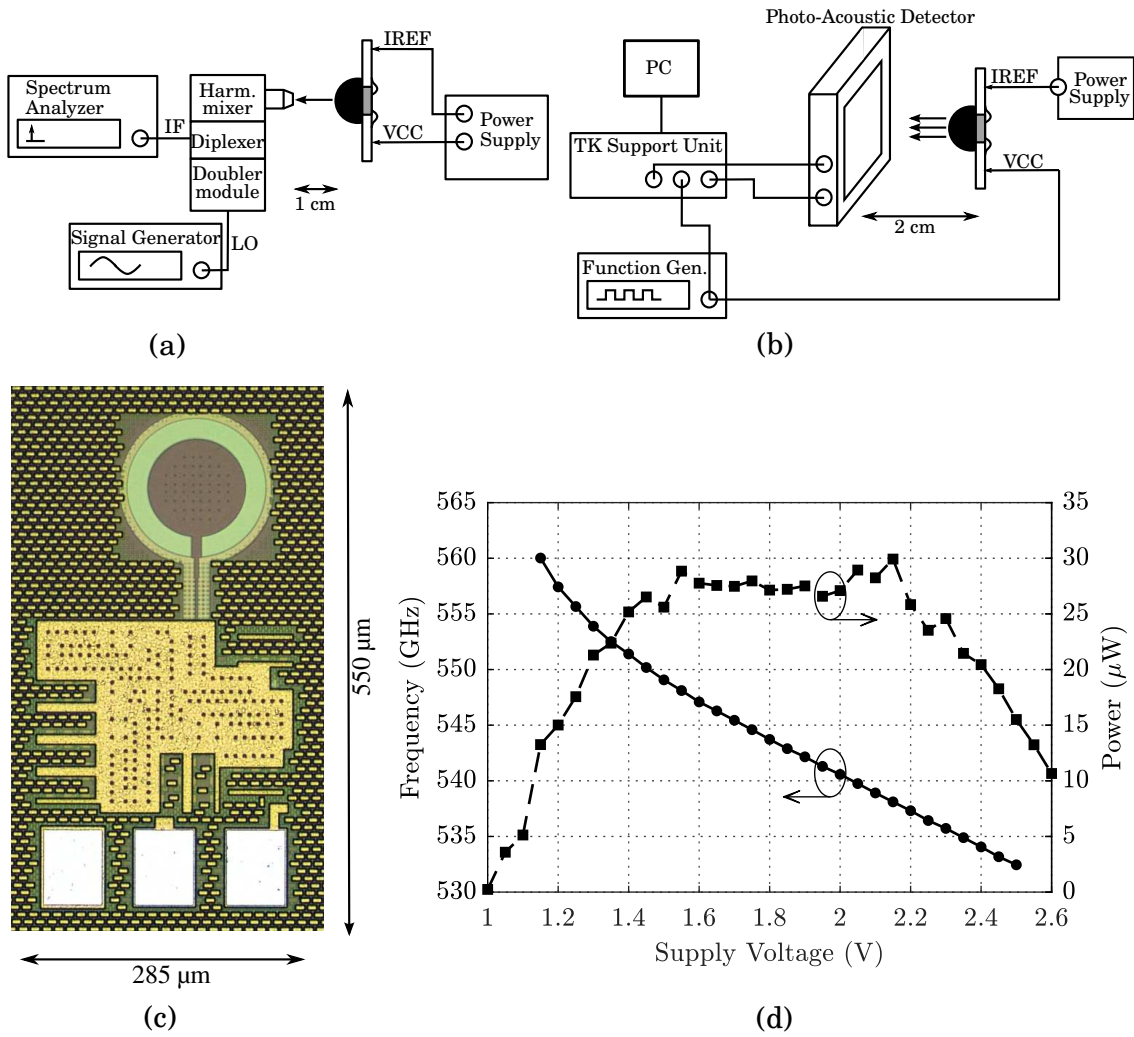 Spectrum
Analyzer
IF
Harm.
mixer
Diplexer
Doubler
module
1 cm
Signal Generator
LO
IREF
VCC
Power
Supply
(a)
Photo-Acoustic Detector
PC
TK Support Unit
Function Gen.
2 cm
IREF
VCC
Power
Supply
(b)
550 μm
285 μm
(c)
565
560
555
550
545
540
535
530
Frequency (GHz)
35
30
25
20
15
10
5
0
Power (μW)
1 1.2 1.4 1.6 1.8 2 2.2 2.4 2.6
Supply Voltage (V)
(d)